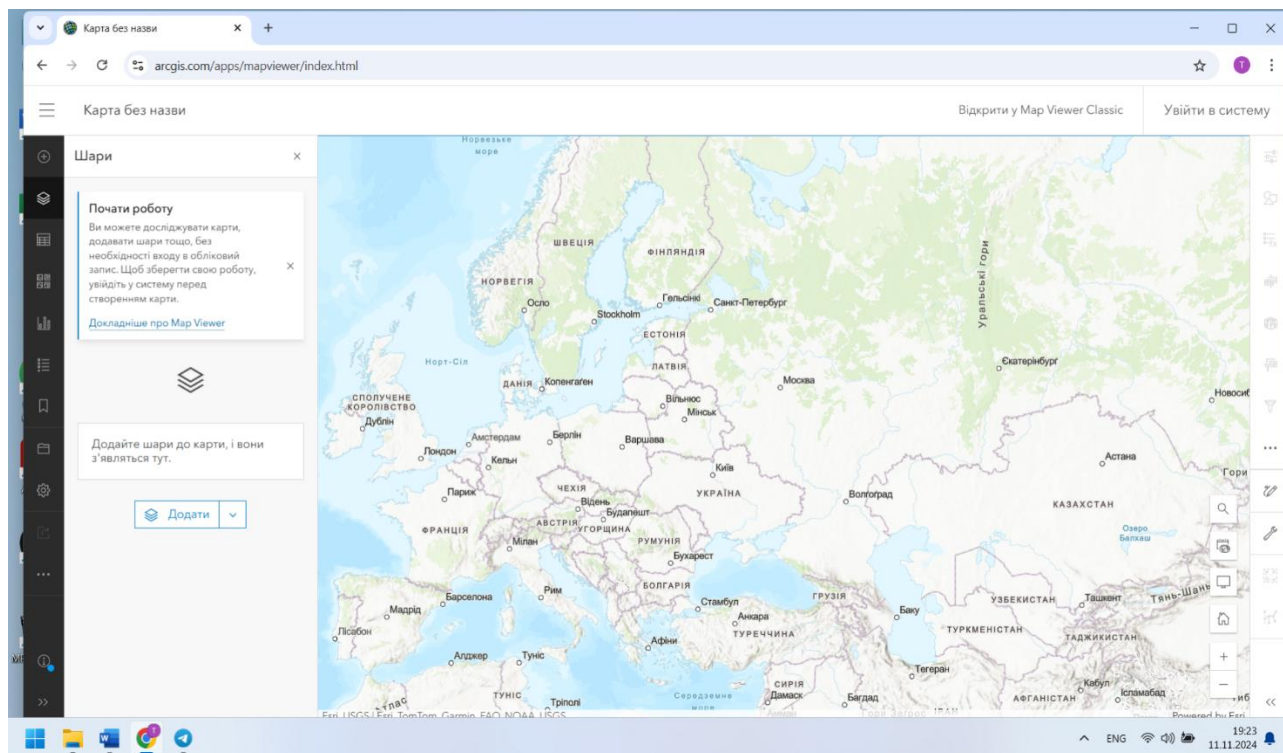 Карта без назви
arcgis.com/apps/mapviewer/index.html
T
Карта без назви
Відкрити у Map Viewer Classic
Увійти в систему
Шари
Почати роботу
Ви можете досліджувати карти,
додавати шари тощо, без
необхідності входу в обліковий
запис. Щоб зберегти свою роботу,
увійдіть у систему перед
створенням карти.
Докладніше про Map Viewer
Додайте шари до карти, і вони
з'являться тут.
Додати
Норвезьке
море
ШВЕЦІЯ
ФІНЛЯНДІЯ
Уральські гори
НОРВЕГІЯ
Осло
Гельсінкі
Санкт-Петербург
Stockholm
ЕСТОНІЯ
Норт-Сіл
ЛАТВІЯ
Єкатерінбург
ДАНІЯ
Копенгаген
Москва
СПОЛУЧЕНЕ
КОРОЛІВСТВО
Вільнюс
Мінськ
Новосиб
Дублін
Амстердам
Берлін
Варшава
Лондон
Кельн
Київ
Астана
Гори
Париж
ЧЕХІЯ
УКРАЇНА
Волгоград
КАЗАХСТАН
Відень
Будапешт
АВСТРІЯ
УГОРЩИНА
ФРАНЦІЯ
Мілан
РУМУНІЯ
Озеро
Балхаш
Бухарест
БОЛГАРІЯ
Барселона
Рим
Стамбул
ГРУЗІЯ
УЗБЕКИСТАН
Ташкент
Тянь-Шань
Мадрід
Анкара
Баку
ТУРЕЧЧИНА
ТУРКМЕНІСТАН
ТАДЖИКИСТАН
Лісабон
Афіни
Алджер
Туніс
Тегеран
Кабул
Ісламабад
ТУНІС
Тріполі
Середземне
море
СИРІЯ
Дамаск
Багдад
АФГАНІСТАН
Esri, USGS | Esri, TomTom, Garmin, FAO, NOAA, USGS
Powered by Esri
ENG
19:23
11.11.2024